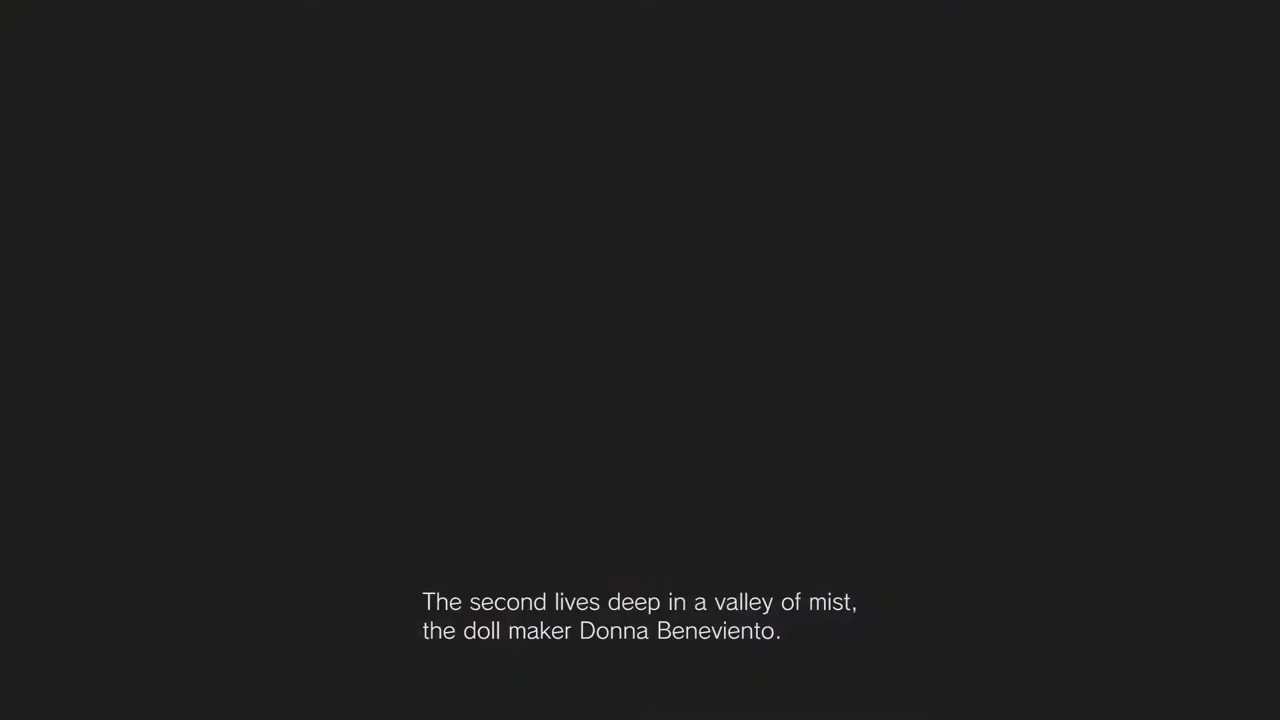 The second lives deep in a valley of mist,
the doll maker Donna Beneviento.